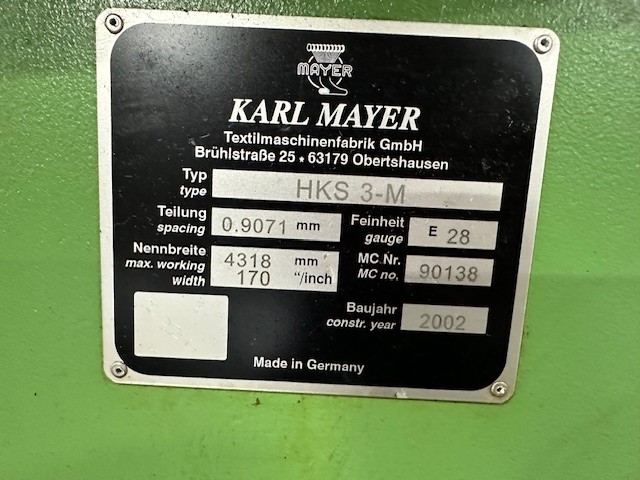 MAYER
KARL MAYER
Textilmaschinenfabrik GmbH
Brühlstraße 25 * 63179 Obertshausen
Typ
type
HKS 3-M
Teilung
spacing
0.9071 mm
Feinheit
gauge
E 28
Nennbreite
max. working
width
4318 mm
170 "/inch
MC.Nr.
MC no.
90138
Baujahr
constr. year
2002
Made in Germany